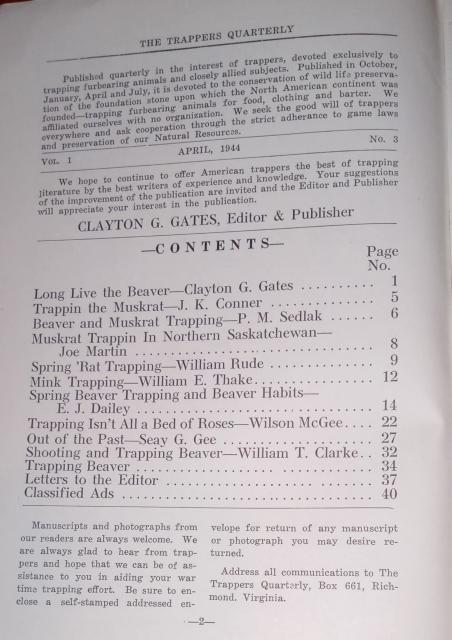 THE TRAPPERS QUARTERLY
Published quarterly in the interest of trappers, devoted exclusively to
trapping furbearing animals and closely allied subjects. Published in October,
January, April and July, it is devoted to the conservation of wild life preserva-
tion of the foundation stone upon which the North American continent was
founded—trapping furbearing animals for food, clothing and barter. We
affiliated ourselves with no organization. We seek the good will of trappers
everywhere and ask cooperation through the strict adherence to game laws
and preservation of our Natural Resources.
VOL. 1 APRIL, 1944 No. 3
We hope to continue to offer American trappers the best of trapping
literature by the best writers of experience and knowledge. Your suggestions
of the improvement of the publication are invited and the Editor and Publisher
will appreciate your interest in the publication.
CLAYTON G. GATES, Editor & Publisher
—CONTENTS—
Page
No.
Long Live the Beaver—Clayton G. Gates .......... 1
Trappin the Muskrat—J. K. Conner ............. 5
Beaver and Muskrat Trapping—P. M. Sedlak ...... 6
Muskrat Trappin In Northern Saskatchewan—
Joe Martin ................................ 8
Spring 'Rat Trapping—William Rude ............. 9
Mink Trapping—William E. Thake............... 12
Spring Beaver Trapping and Beaver Habits—
E. J. Dailey ................................ 14
Trapping Isn't All a Bed of Roses—Wilson McGee.... 22
Out of the Past—Seay G. Gee .................. 27
Shooting and Trapping Beaver—William T. Clarke.. 32
Trapping Beaver ............................... 34
Letters to the Editor ........................... 37
Classified Ads ................................. 40
Manuscripts and photographs from
our readers are always welcome. We
are always glad to hear from trap-
pers and hope that we can be of as-
sistance to you in aiding your war
time trapping effort. Be sure to en-
close a self-stamped addressed en-
velope for return of any manuscript
or photograph you may desire re-
turned.
Address all communications to The
Trappers Quarterly, Box 661, Rich-
mond. Virginia.
—2—